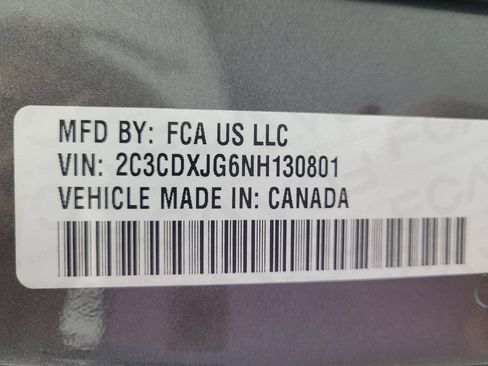 MFD BY: FCA US LLC
VIN: 2C3CDXJG6NH130801
VEHICLE MADE IN: CANADA